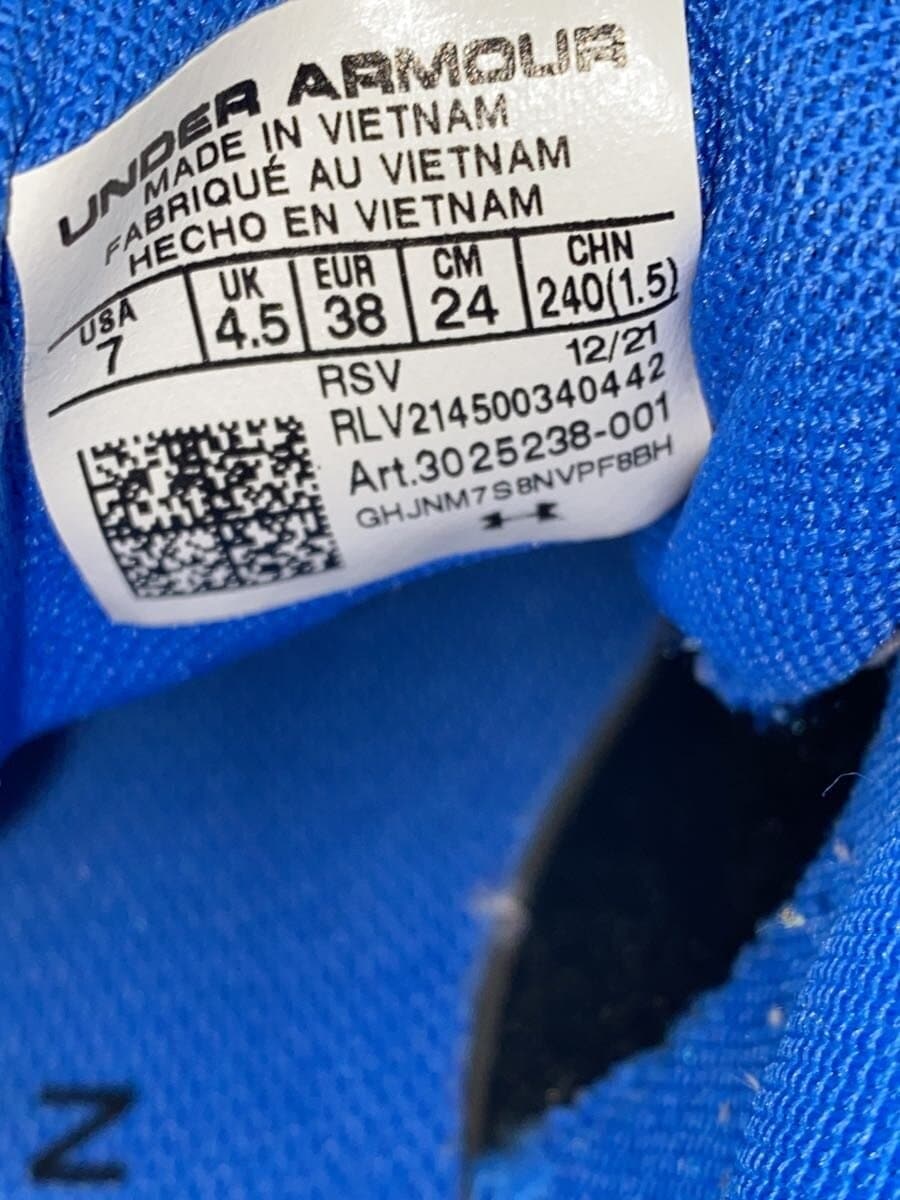 UNDER ARMOUR
MADE IN VIETNAM
FABRIQUÉ AU VIETNAM
HECHO EN VIETNAM
USA UK EUR CM CHN
7 4.5 38 24 240(1.5)
RSV 12/21
RLV214500340442
Art.3025238-001
GHJNM7S8NVPF8BH
N